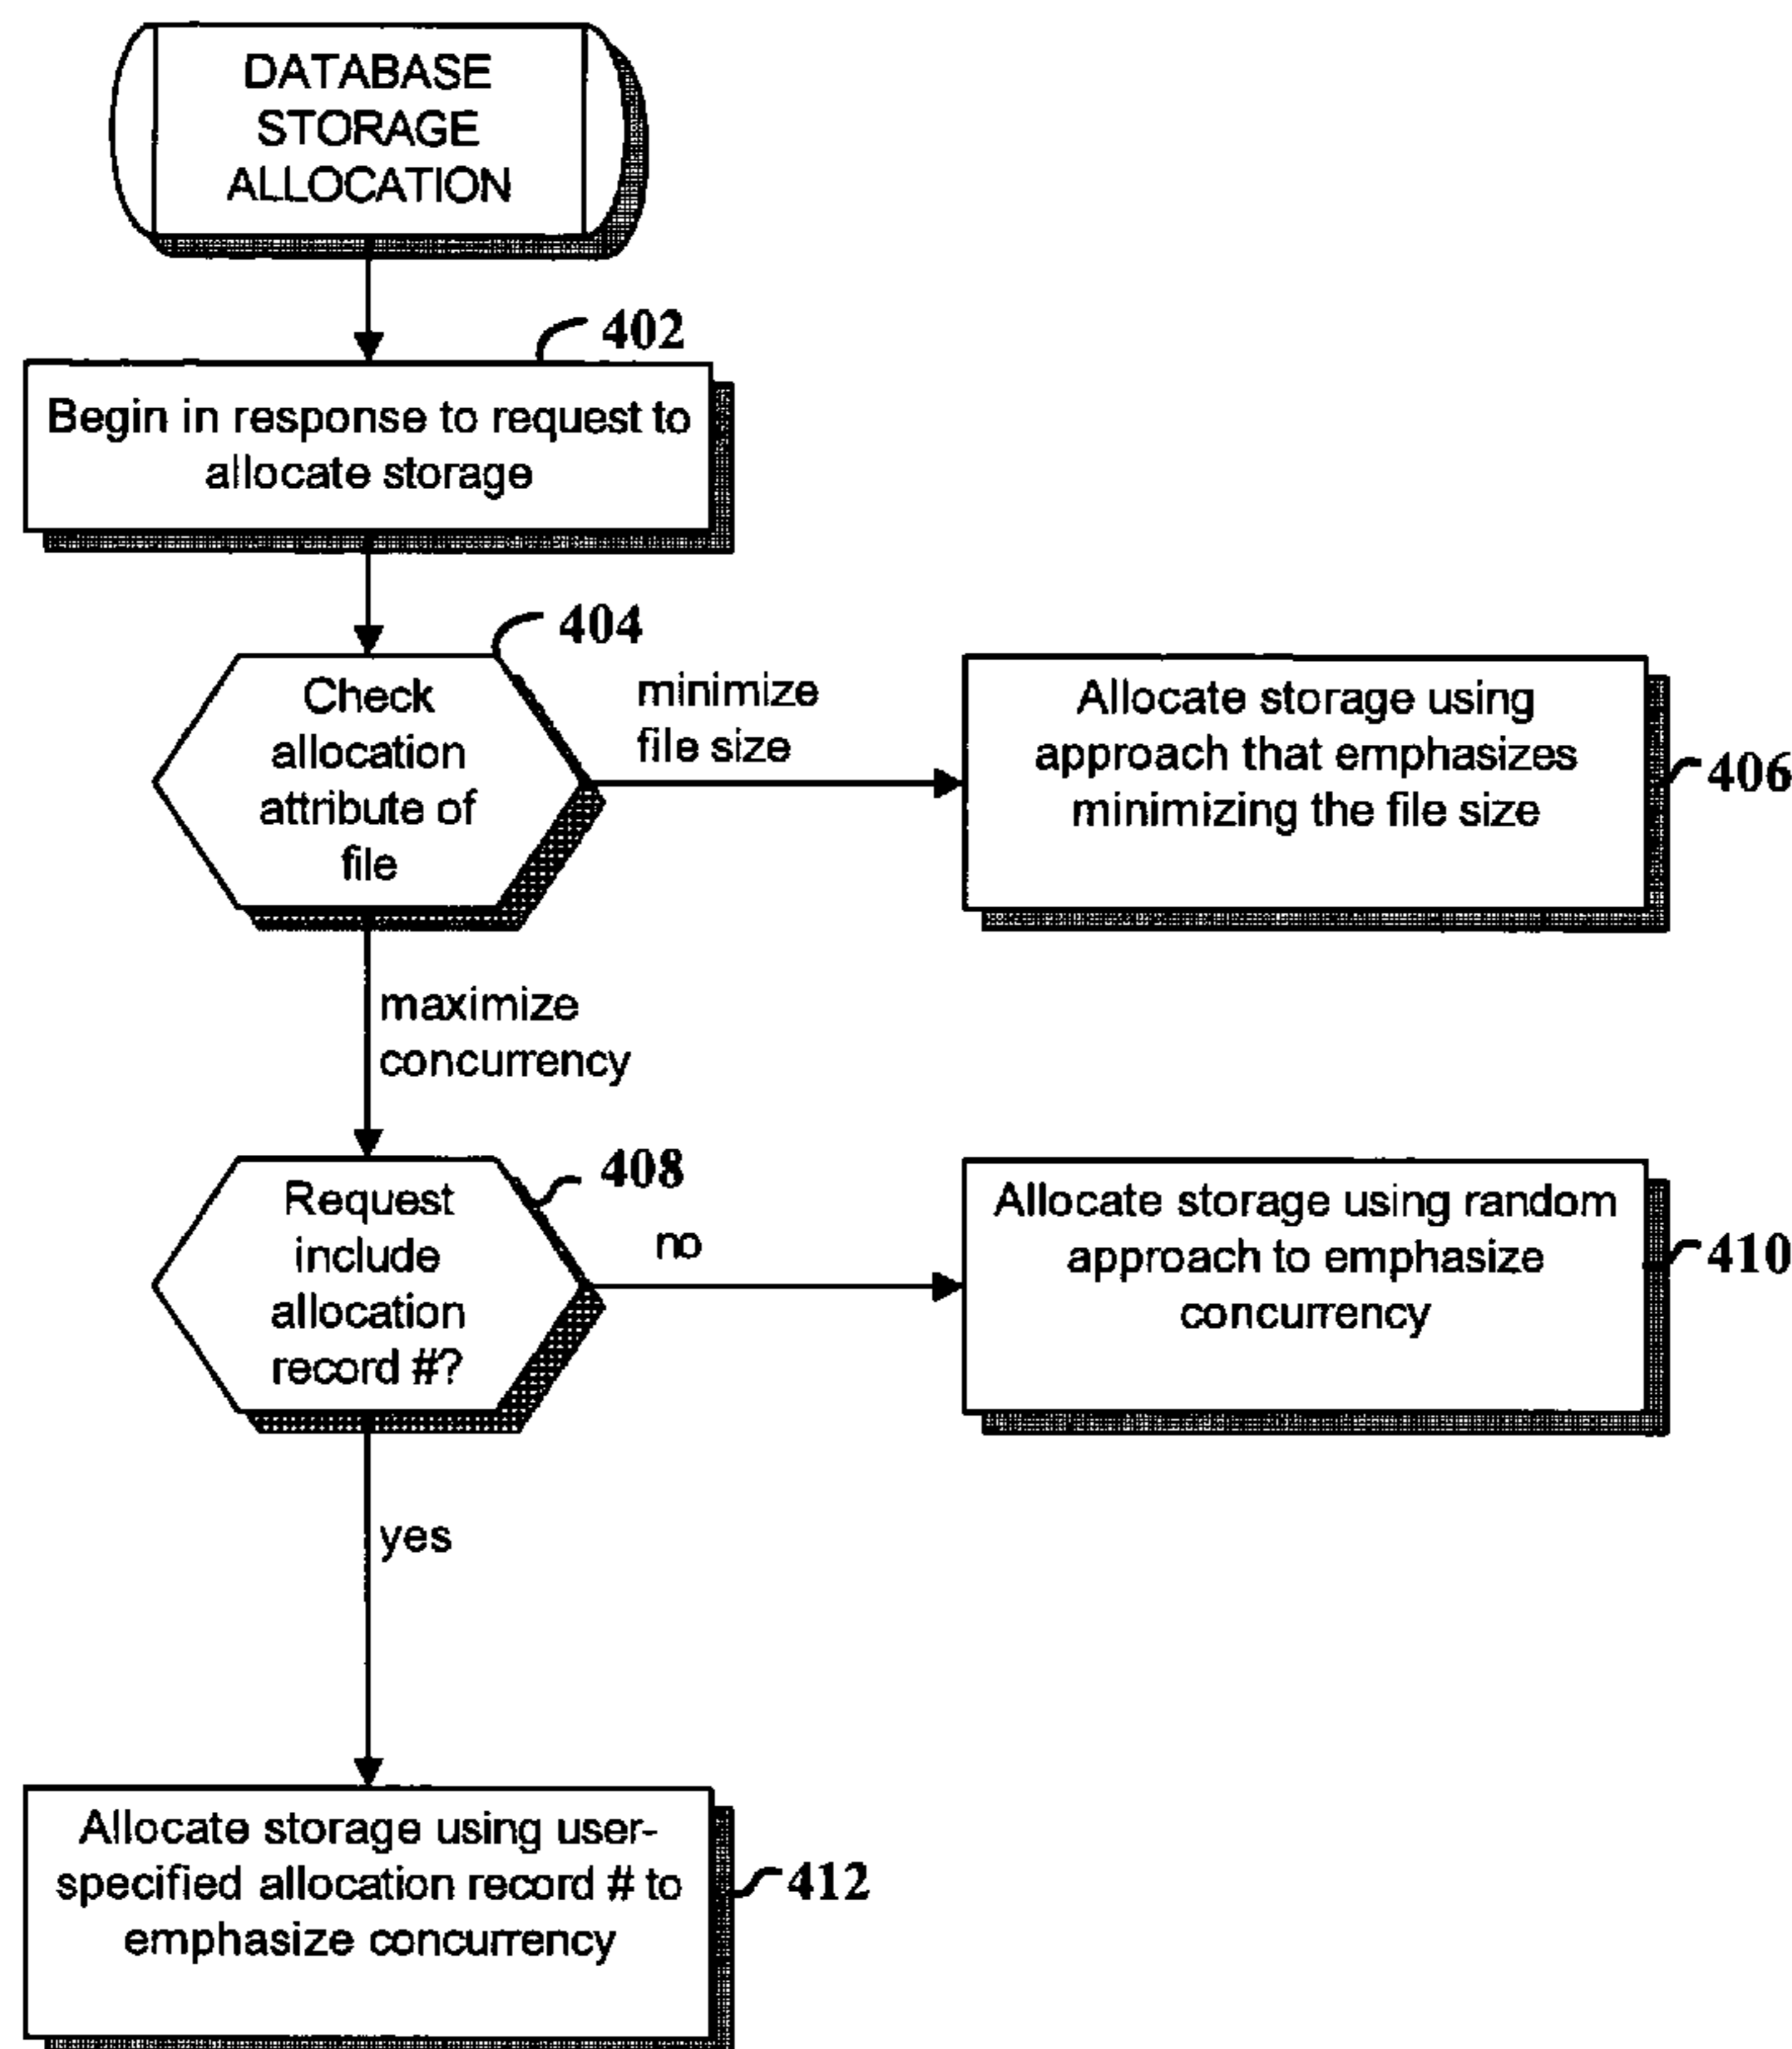 DATABASE
STORAGE
ALLOCATION
402
Begin in response to request to
allocate storage
404
Check
allocation
attribute of
file
minimize
file size
Allocate storage using
approach that emphasizes
minimizing the file size
406
maximize
concurrency
408
Request
include
allocation
record #?
no
Allocate storage using random
approach to emphasize
concurrency
410
yes
Allocate storage using user-
specified allocation record # to
emphasize concurrency
412